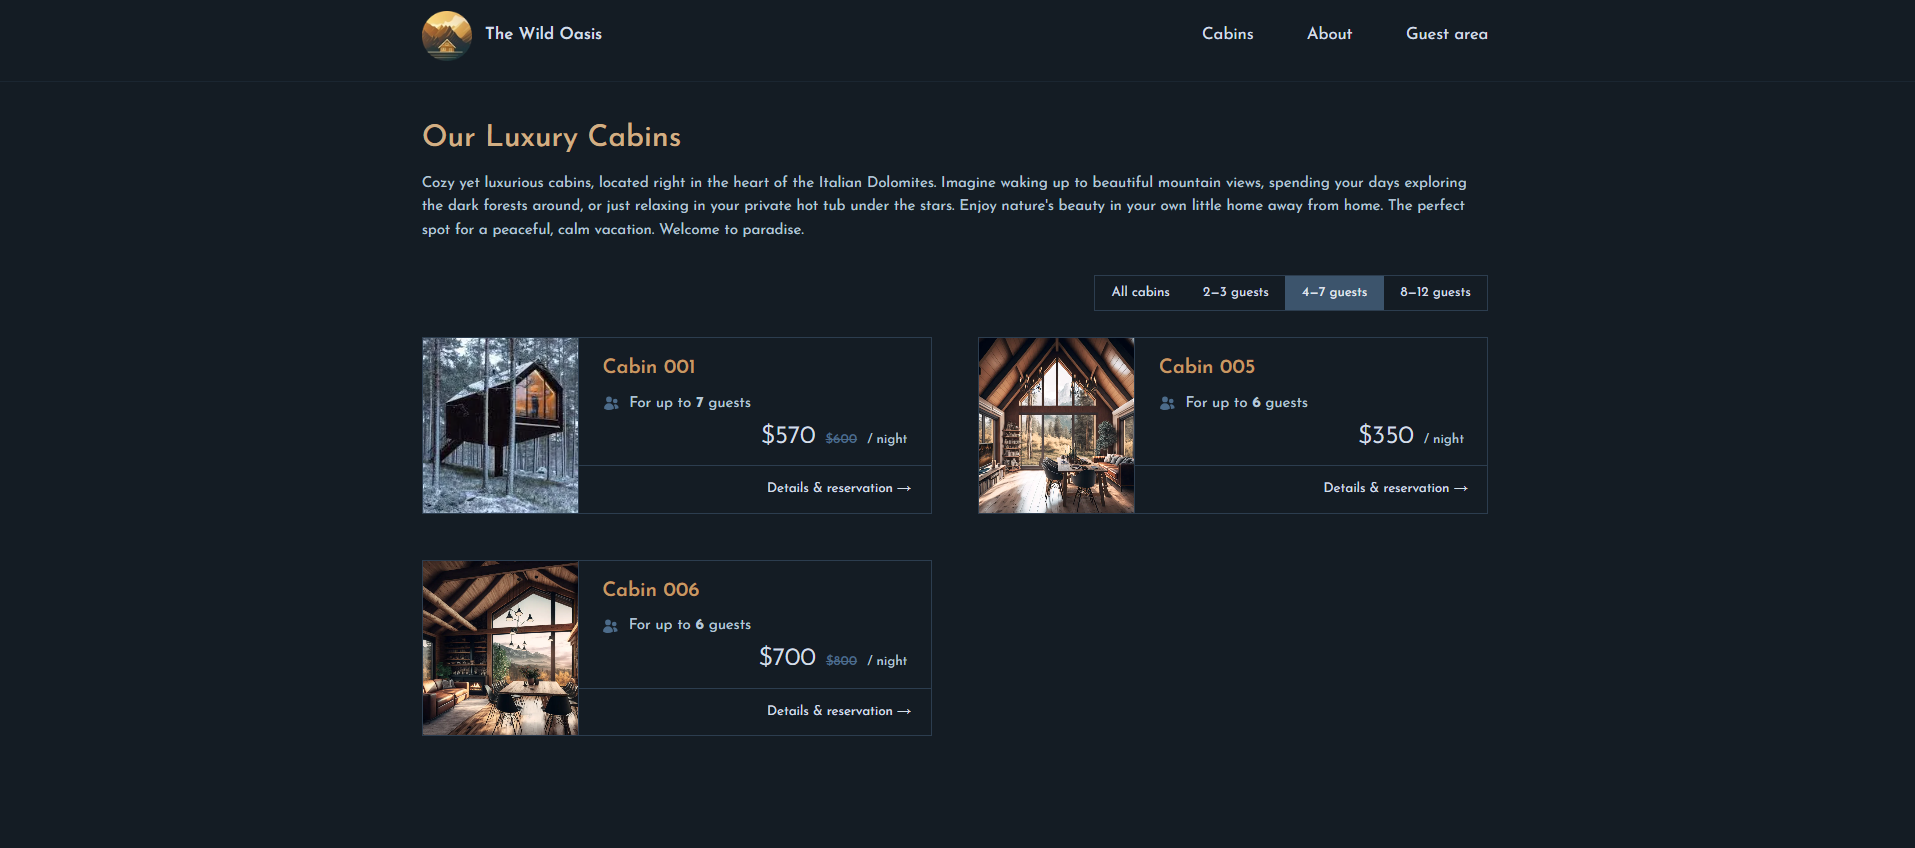 The Wild Oasis
Cabins
About
Guest area
Our Luxury Cabins
Cozy yet luxurious cabins, located right in the heart of the Italian Dolomites. Imagine waking up to beautiful mountain views, spending your days exploring
the dark forests around, or just relaxing in your private hot tub under the stars. Enjoy nature's beauty in your own little home away from home. The perfect
spot for a peaceful, calm vacation. Welcome to paradise.
All cabins
2–3 guests
4–7 guests
8–12 guests
Cabin 001
For up to 7 guests
$570 $600 / night
Details & reservation →
Cabin 005
For up to 6 guests
$350 / night
Details & reservation →
Cabin 006
For up to 6 guests
$700 $800 / night
Details & reservation →